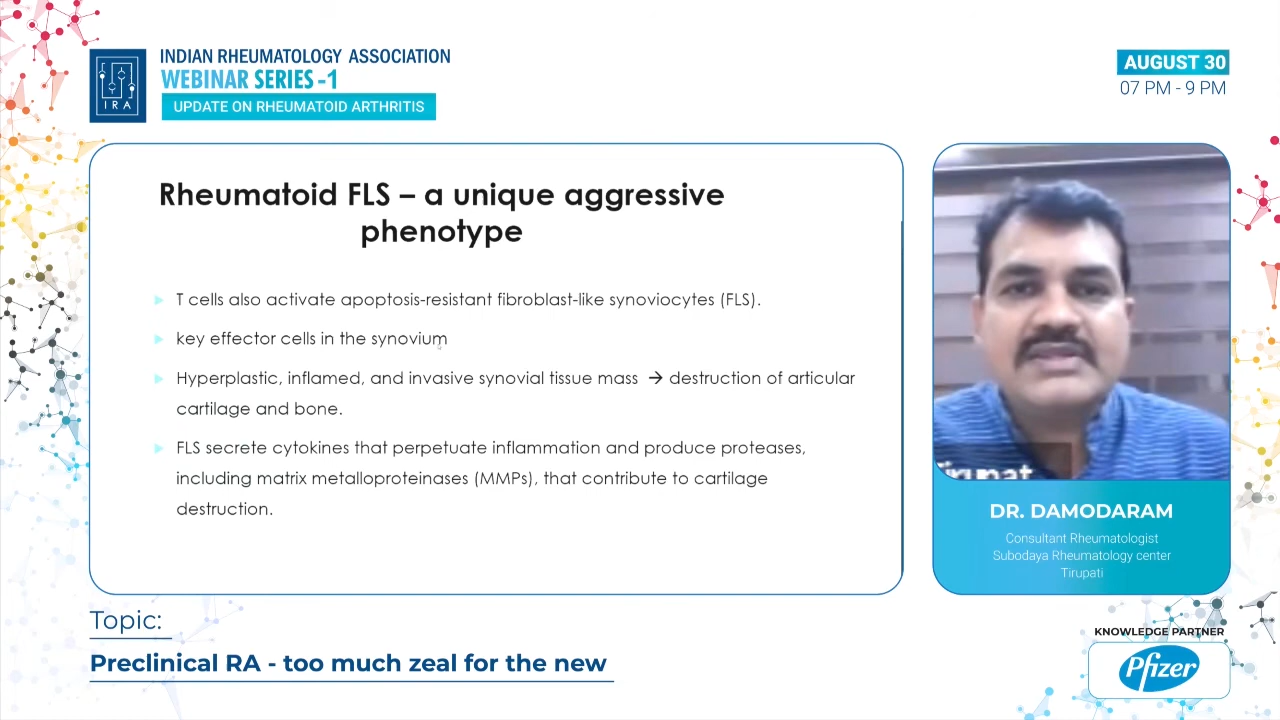 INDIAN RHEUMATOLOGY ASSOCIATION
WEBINAR SERIES -1
UPDATE ON RHEUMATOID ARTHRITIS
IRA
AUGUST 30
07 PM - 9 PM
Rheumatoid FLS – a unique aggressive
phenotype
T cells also activate apoptosis-resistant fibroblast-like synoviocytes (FLS).
key effector cells in the synovium
Hyperplastic, inflamed, and invasive synovial tissue mass → destruction of articular
cartilage and bone.
FLS secrete cytokines that perpetuate inflammation and produce proteases,
including matrix metalloproteinases (MMPs), that contribute to cartilage
destruction.
DR. DAMODARAM
Consultant Rheumatologist
Subodaya Rheumatology center
Tirupati
Topic:
Preclinical RA - too much zeal for the new
KNOWLEDGE PARTNER
Pfizer